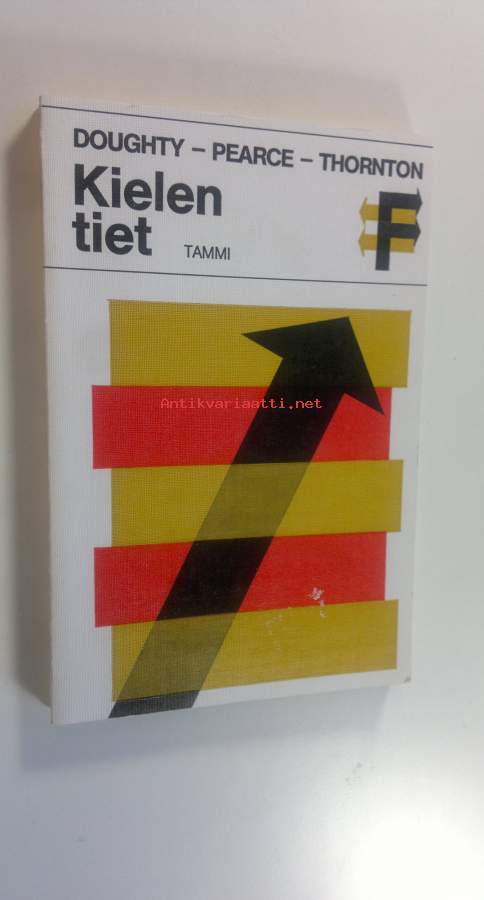 DOUGHTY – PEARCE – THORNTON
Kielen
tiet
TAMMI
F
Antikvariaatti.net